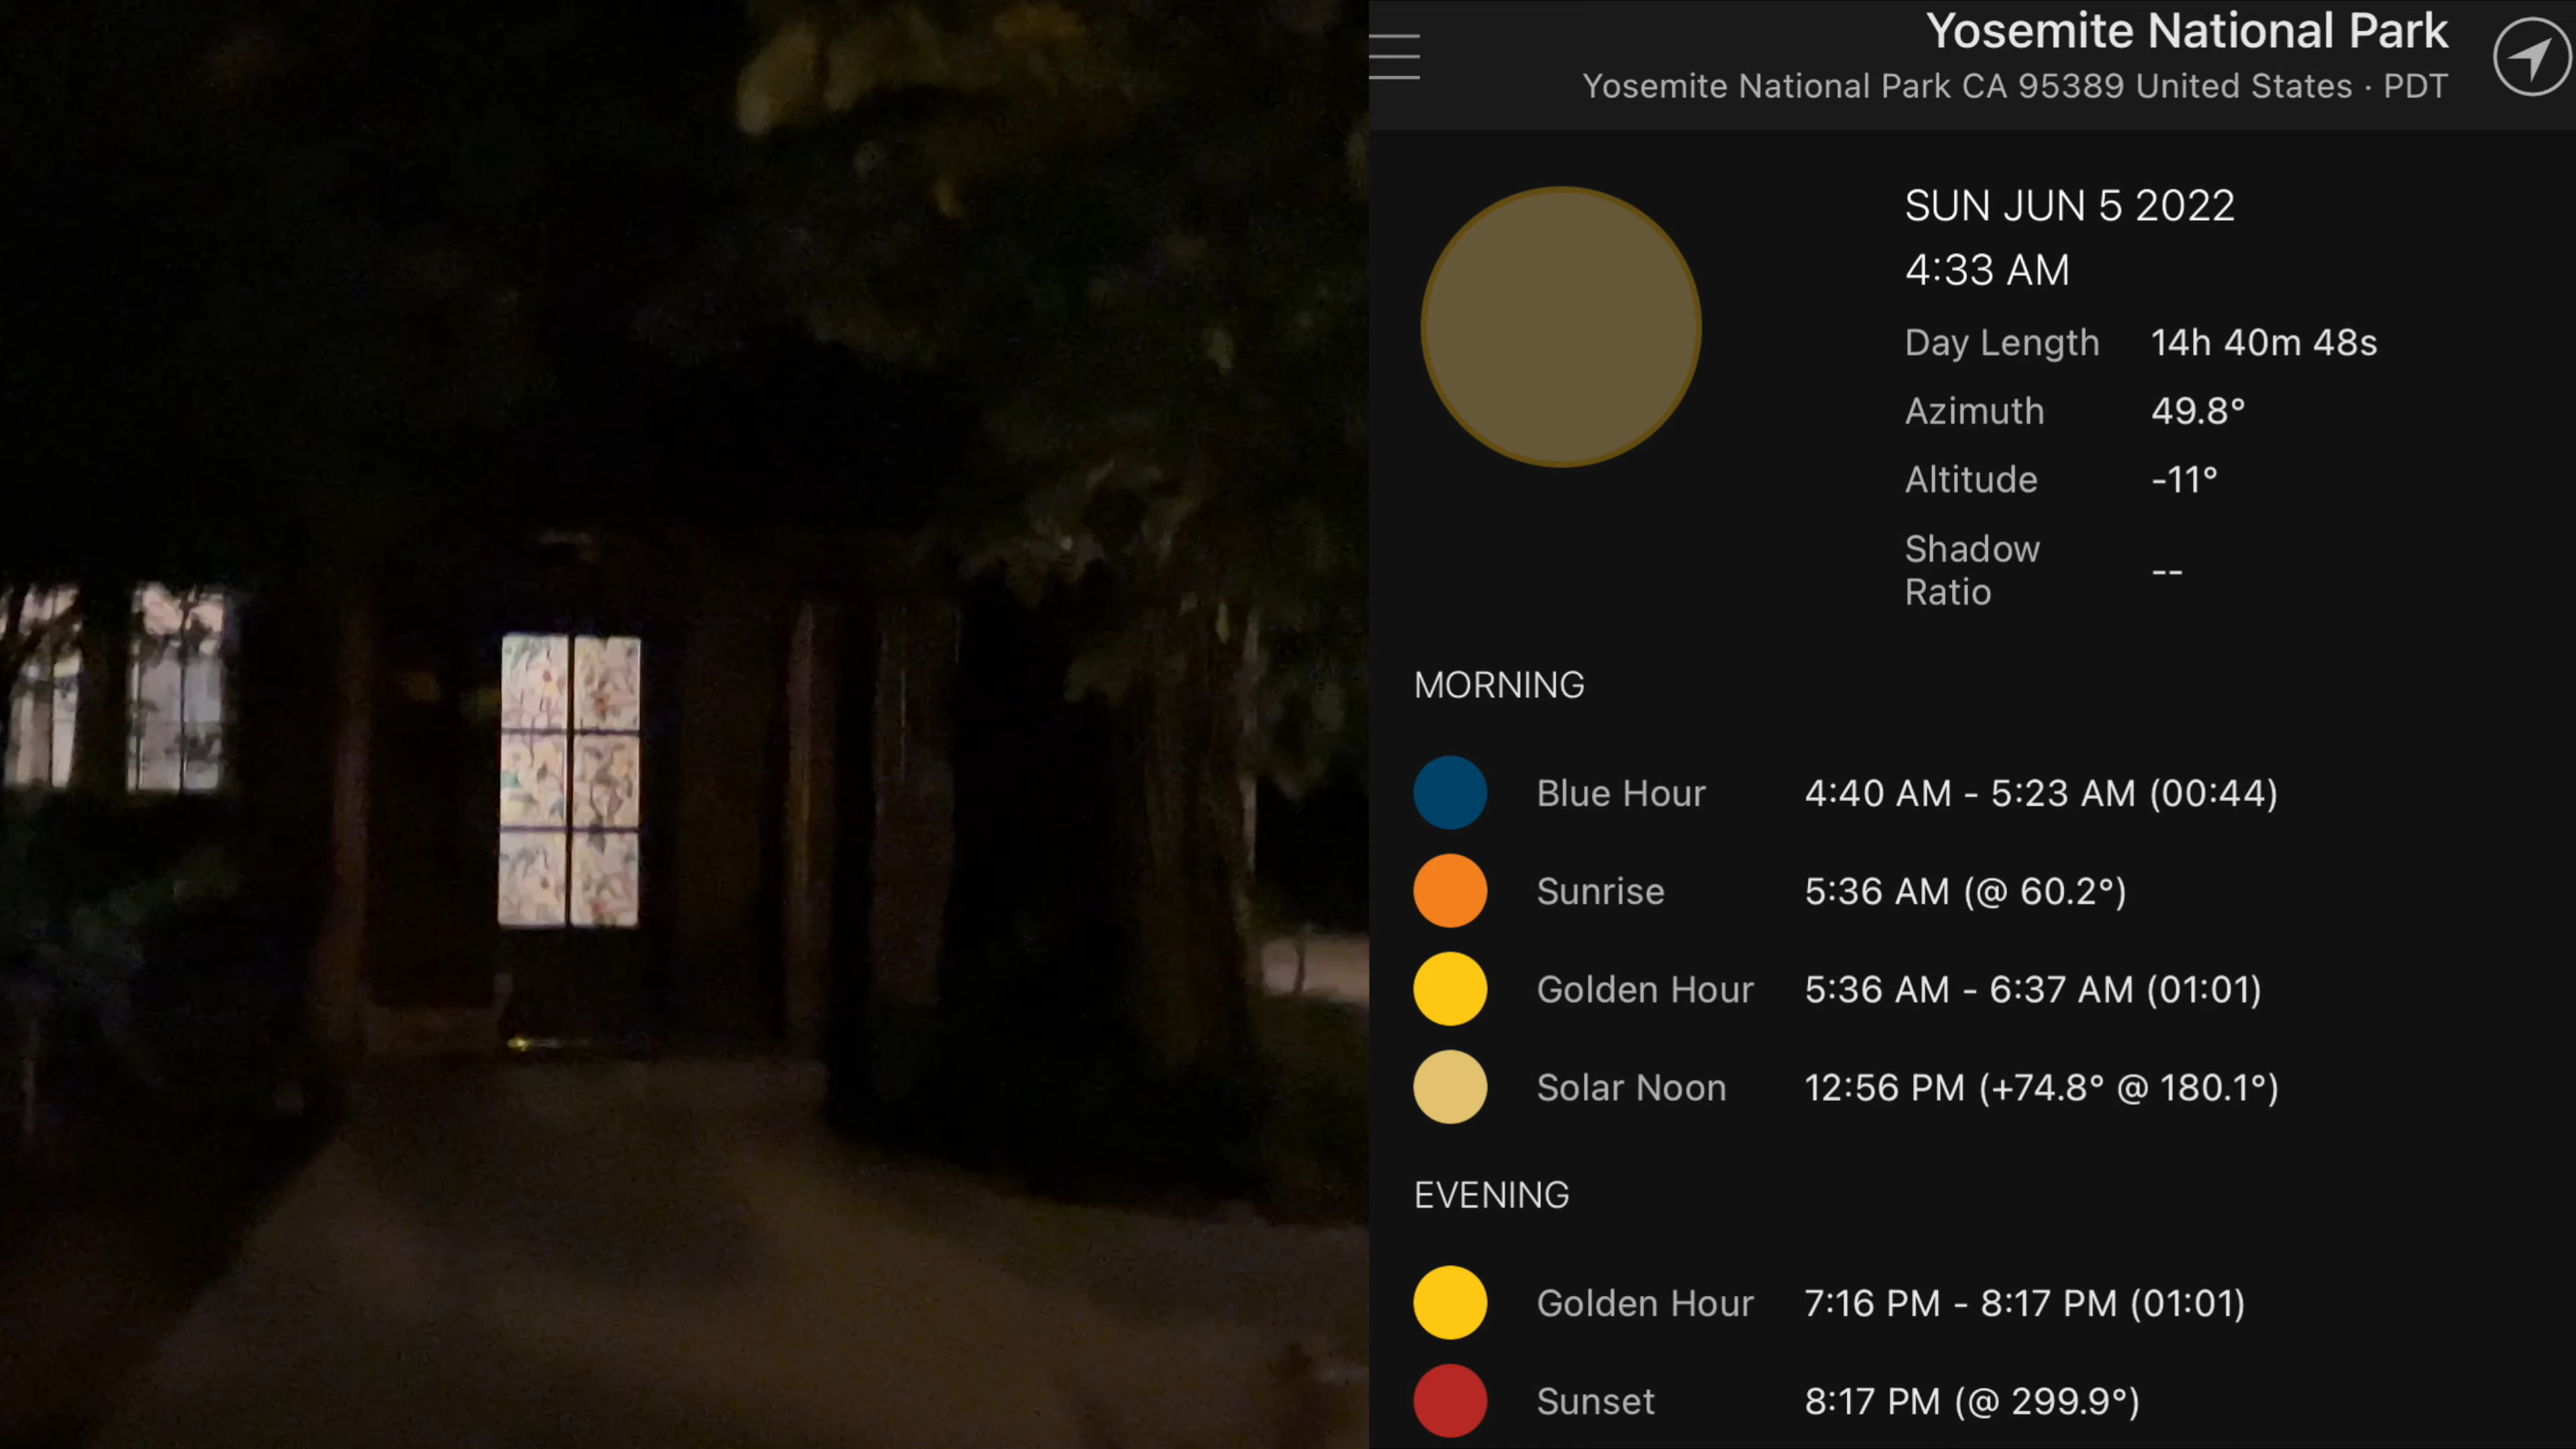 Yosemite National Park
Yosemite National Park CA 95389 United States · PDT
SUN JUN 5 2022
4:33 AM
Day Length 14h 40m 48s
Azimuth 49.8°
Altitude -11°
Shadow
Ratio --
MORNING
Blue Hour 4:40 AM - 5:23 AM (00:44)
Sunrise 5:36 AM (@ 60.2°)
Golden Hour 5:36 AM - 6:37 AM (01:01)
Solar Noon 12:56 PM (+74.8° @ 180.1°)
EVENING
Golden Hour 7:16 PM - 8:17 PM (01:01)
Sunset 8:17 PM (@ 299.9°)